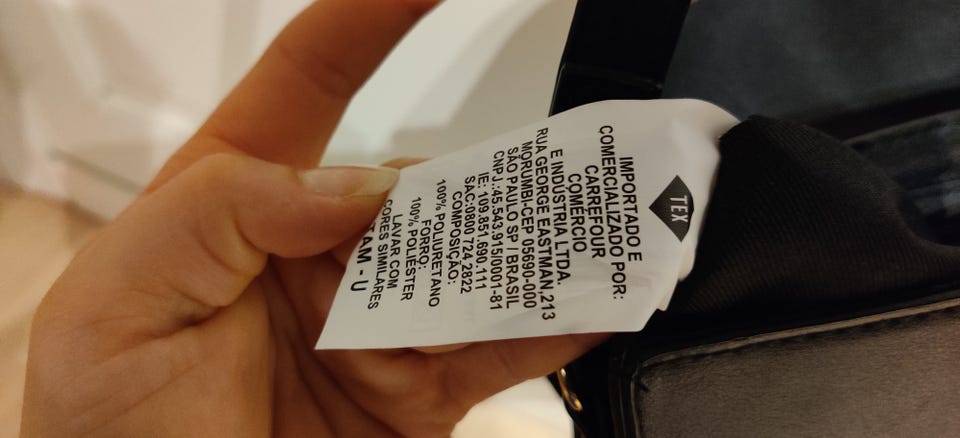 TEX
IMPORTADO E
COMERCIALIZADO POR:
CARREFOUR
COMÉRCIO
E INDÚSTRIA LTDA.
RUA GEORGE EASTMAN,213
MORUMBI-CEP 05690-000
SÃO PAULO SP I BRASIL
CNPJ.:45.543.915/0001-81
IE: 109.851.690.111
SAC:0800 724 2822
COMPOSIÇÃO:
100% POLIURETANO
FORRO:
100% POLIÉSTER
LAVAR COM
CORES SIMILARES
TAM - U